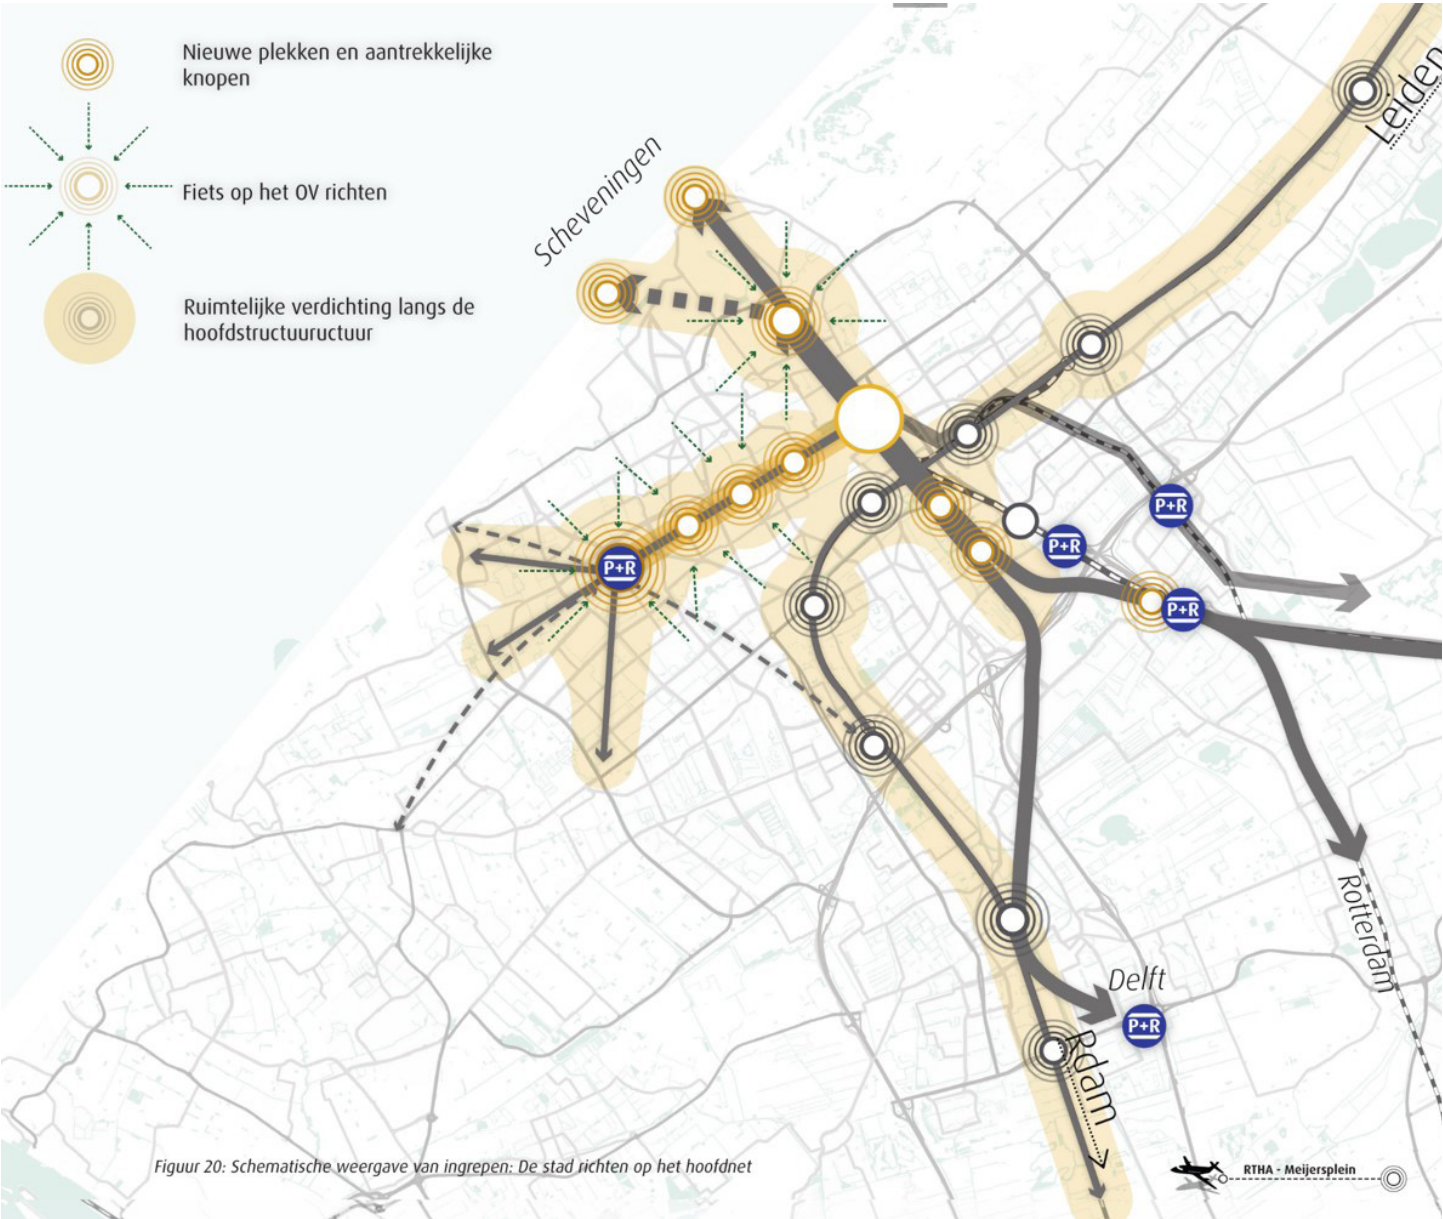 Nieuwe plekken en aantrekkelijke
knopen
Fiets op het OV richten
Ruimtelijke verdichting langs de
hoofdstructuuructuur
Scheveningen
Leiden
P+R
P+R
P+R
P+R
Rotterdam
Delft
P+R
Rdam
Figuur 20: Schematische weergave van ingrepen: De stad richten op het hoofdnet
RTHA - Meijersplein